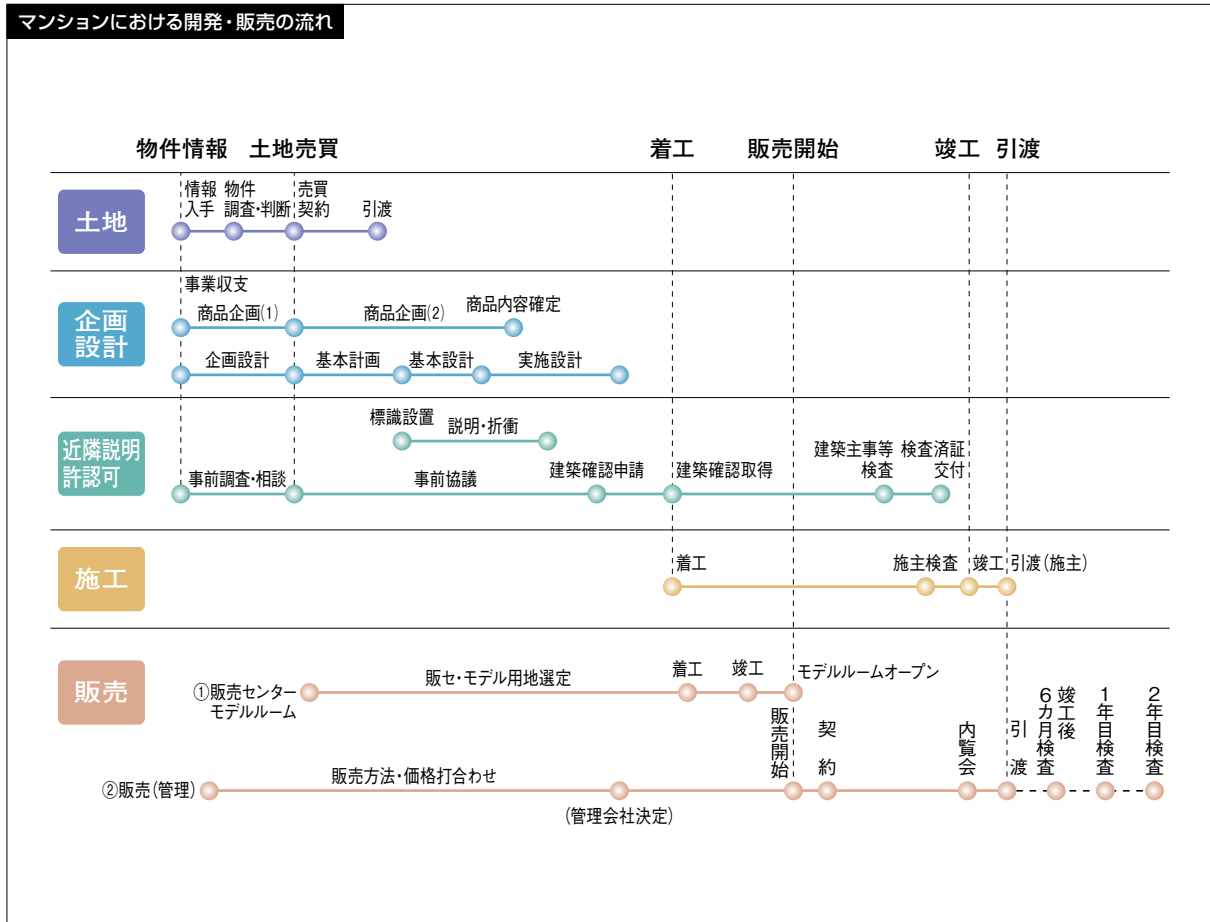 マンションにおける開発・販売の流れ
物件情報 土地売買 着工 販売開始 竣工 引渡
土地
情報入手
物件調査・判断
売買契約
引渡
企画設計
事業収支
商品企画(1)
商品企画(2)
商品内容確定
企画設計
基本計画
基本設計
実施設計
近隣説明
許認可
標識設置
説明・折衝
事前調査・相談
事前協議
建築確認申請
建築確認取得
建築主事等
検査
検査済証
交付
施工
着工
施主検査
竣工
引渡(施主)
販売
①販売センター
モデルルーム
販セ・モデル用地選定
着工
竣工
モデルルームオープン
②販売(管理)
販売方法・価格打合わせ
(管理会社決定)
販売開始
契約
内覧会
引渡
竣工後
6カ月検査
1年目検査
2年目検査